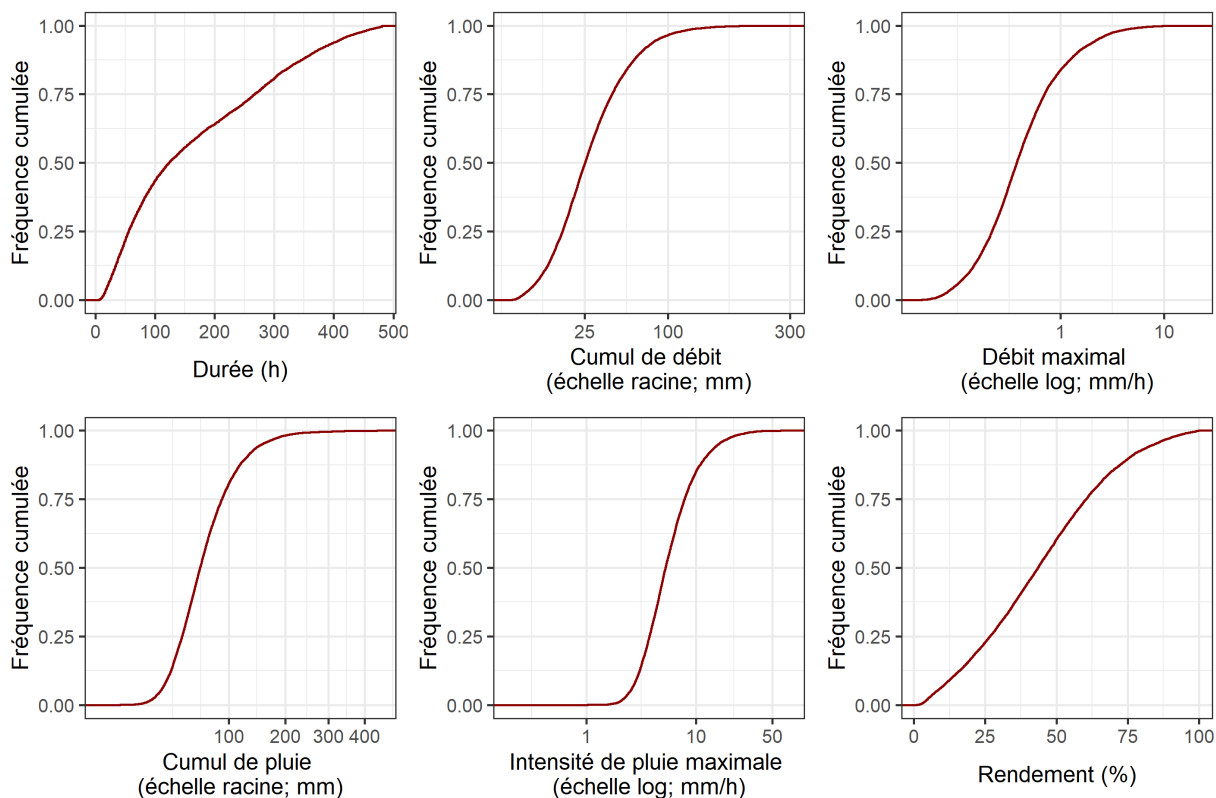 Fréquence cumulée
1.00
0.75
0.50
0.25
0.00
0 100 200 300 400 500
Durée (h)
Fréquence cumulée
1.00
0.75
0.50
0.25
0.00
25 100 300
Cumul de débit
(échelle racine; mm)
Fréquence cumulée
1.00
0.75
0.50
0.25
0.00
1 10
Débit maximal
(échelle log; mm/h)
Fréquence cumulée
1.00
0.75
0.50
0.25
0.00
100 200 300 400
Cumul de pluie
(échelle racine; mm)
Fréquence cumulée
1.00
0.75
0.50
0.25
0.00
1 10 50
Intensité de pluie maximale
(échelle log; mm/h)
Fréquence cumulée
1.00
0.75
0.50
0.25
0.00
0 25 50 75 100
Rendement (%)